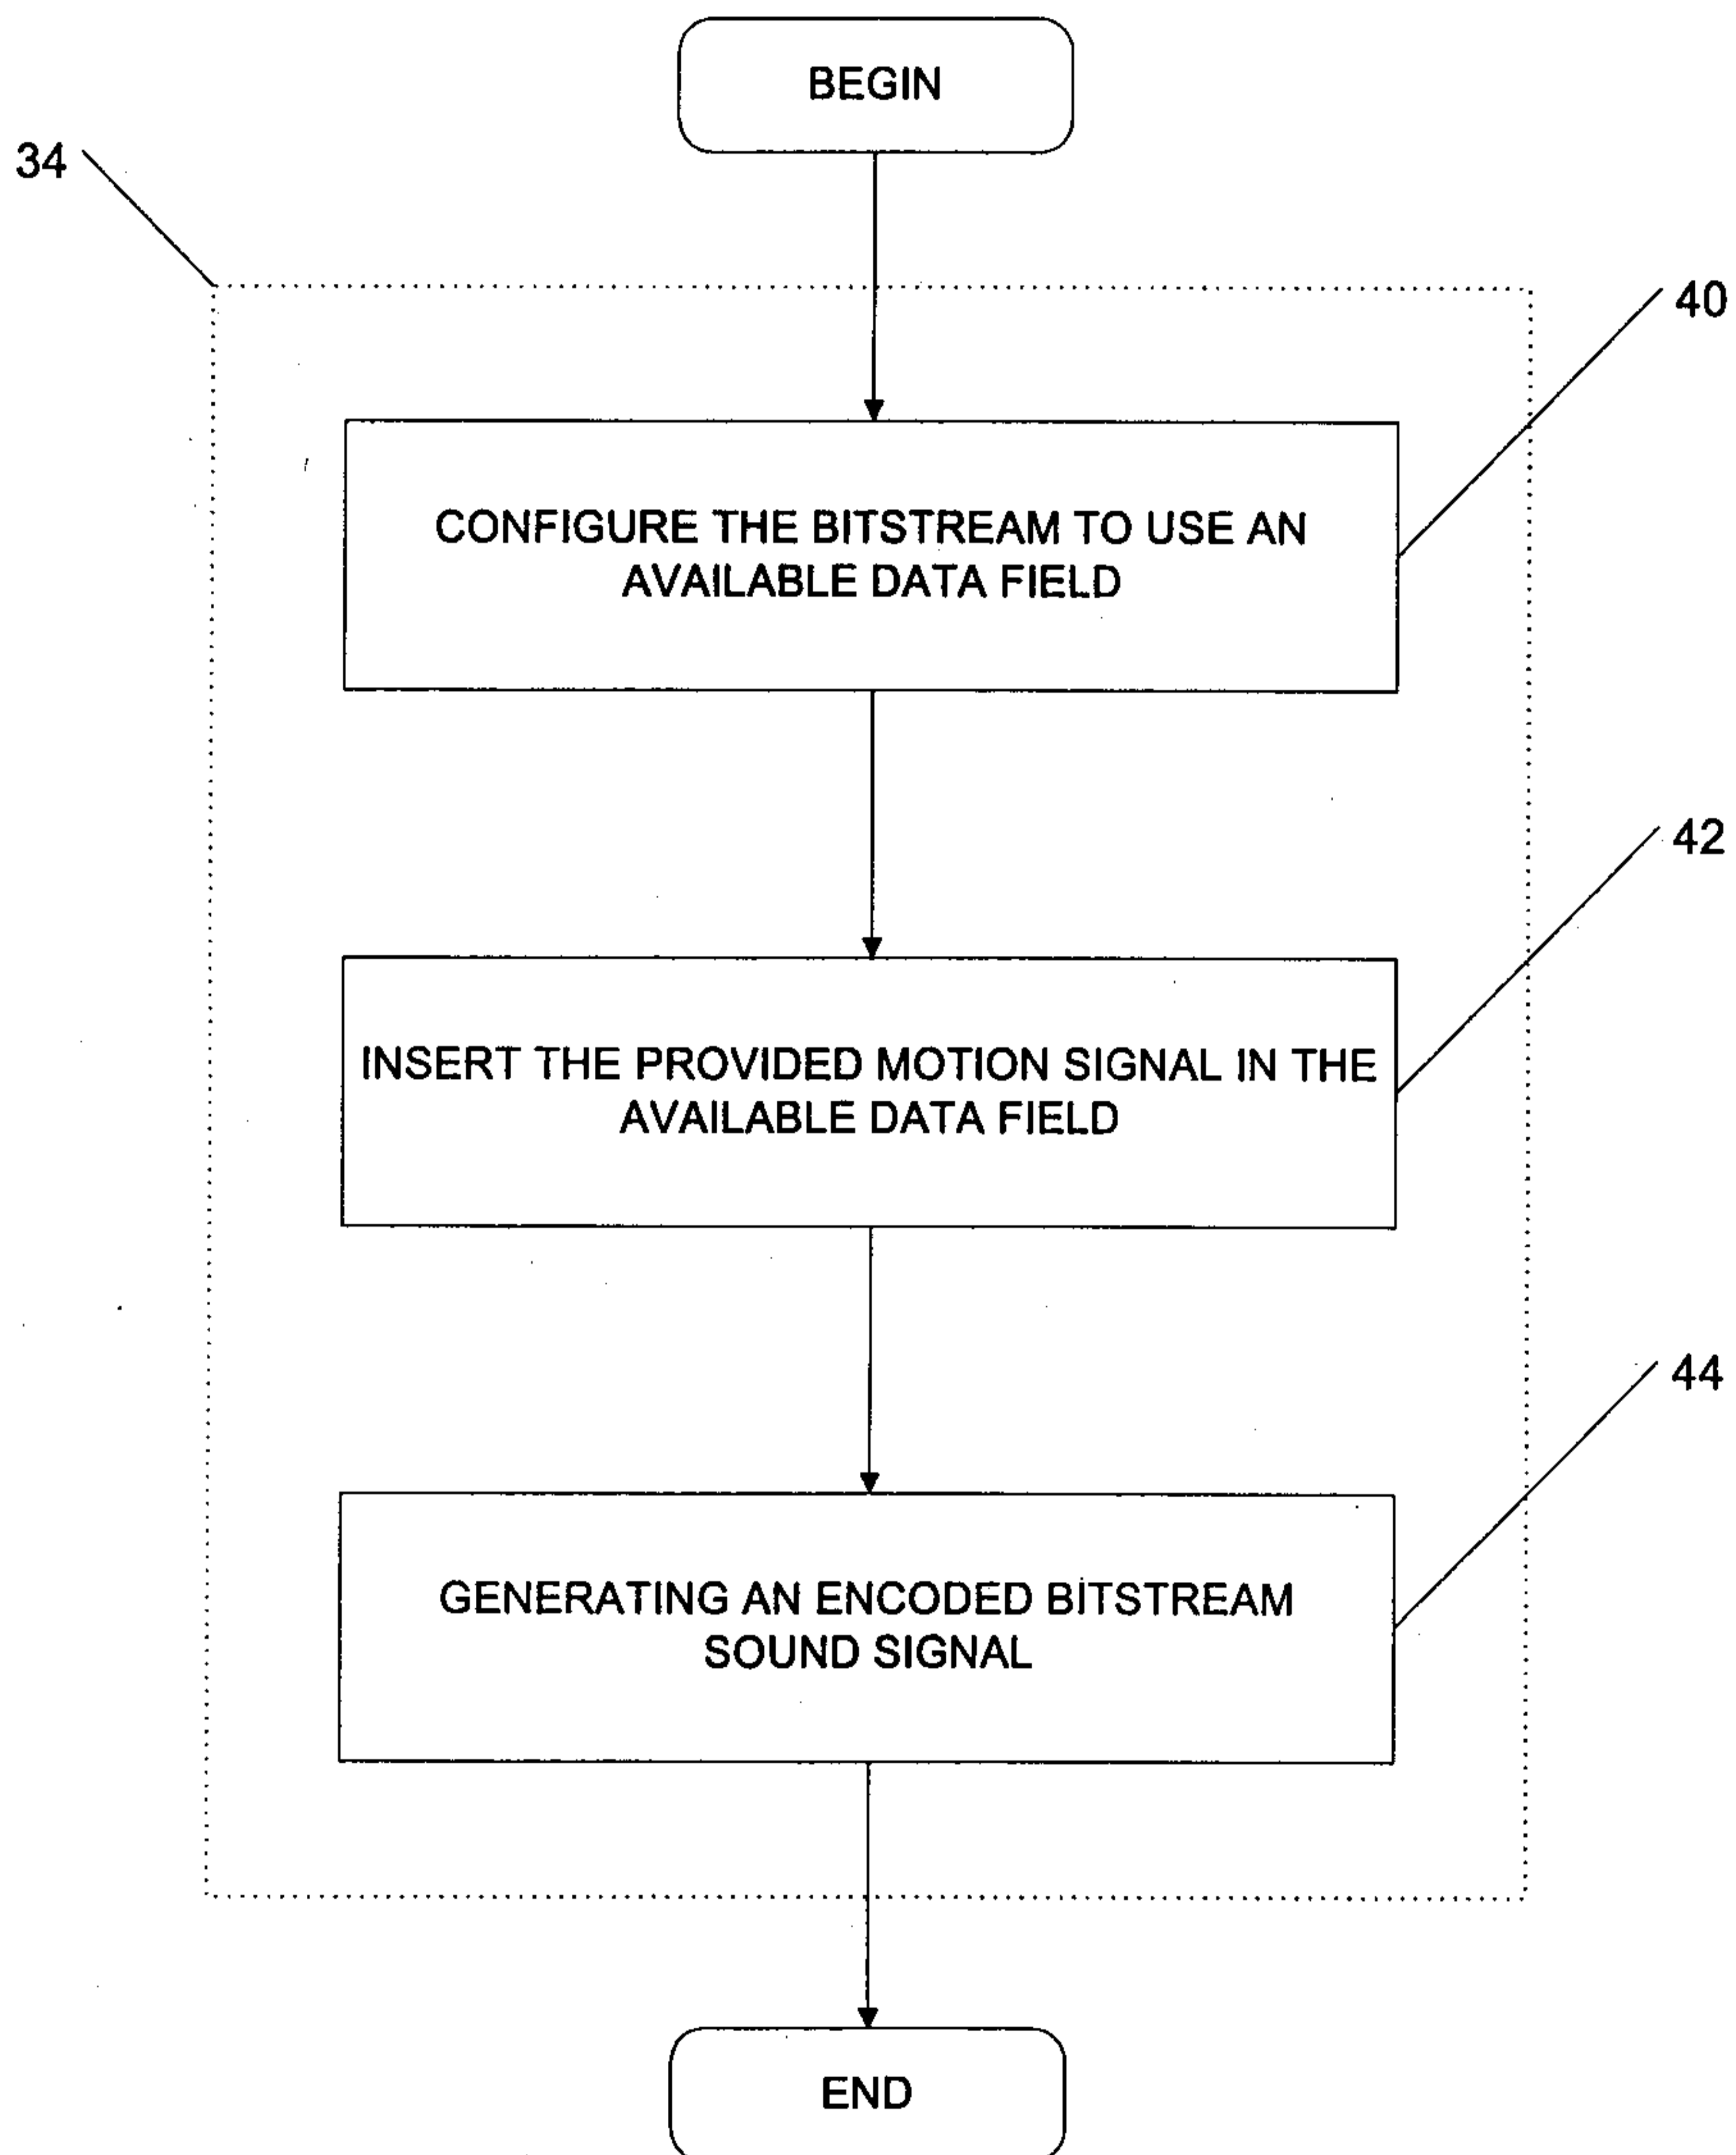 BEGIN
34
40
CONFIGURE THE BITSTREAM TO USE AN
AVAILABLE DATA FIELD
42
INSERT THE PROVIDED MOTION SIGNAL IN THE
AVAILABLE DATA FIELD
44
GENERATING AN ENCODED BITSTREAM
SOUND SIGNAL
END